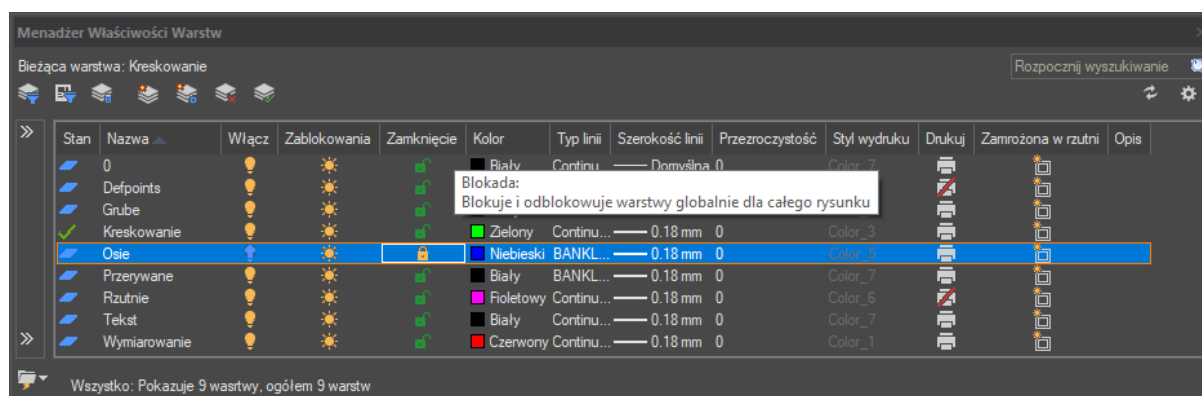 Menadżer Właściwości Warstw
Bieżąca warstwa: Kreskowanie
Rozpocznij wyszukiwanie
Stan Nazwa Włącz Zablokowania Zamknięcie Kolor Typ linii Szerokość linii Przezroczystość Styl wydruku Drukuj Zamrożona w rzutni Opis
0 Biały Continu... Domyślna 0 Color_7
Defpoints
Blokada:
Blokuje i odblokowuje warstwy globalnie dla całego rysunku
Grube
Kreskowanie Zielony Continu... 0.18 mm 0 Color_3
Osie Niebieski BANKL... 0.18 mm 0 Color_5
Przerywane Biały BANKL... 0.18 mm 0 Color_7
Rzutnie Fioletowy Continu... 0.18 mm 0 Color_6
Tekst Biały Continu... 0.18 mm 0 Color_7
Wymiarowanie Czerwony Continu... 0.18 mm 0 Color_1
Wszystko: Pokazuje 9 wasrtwy, ogółem 9 warstw